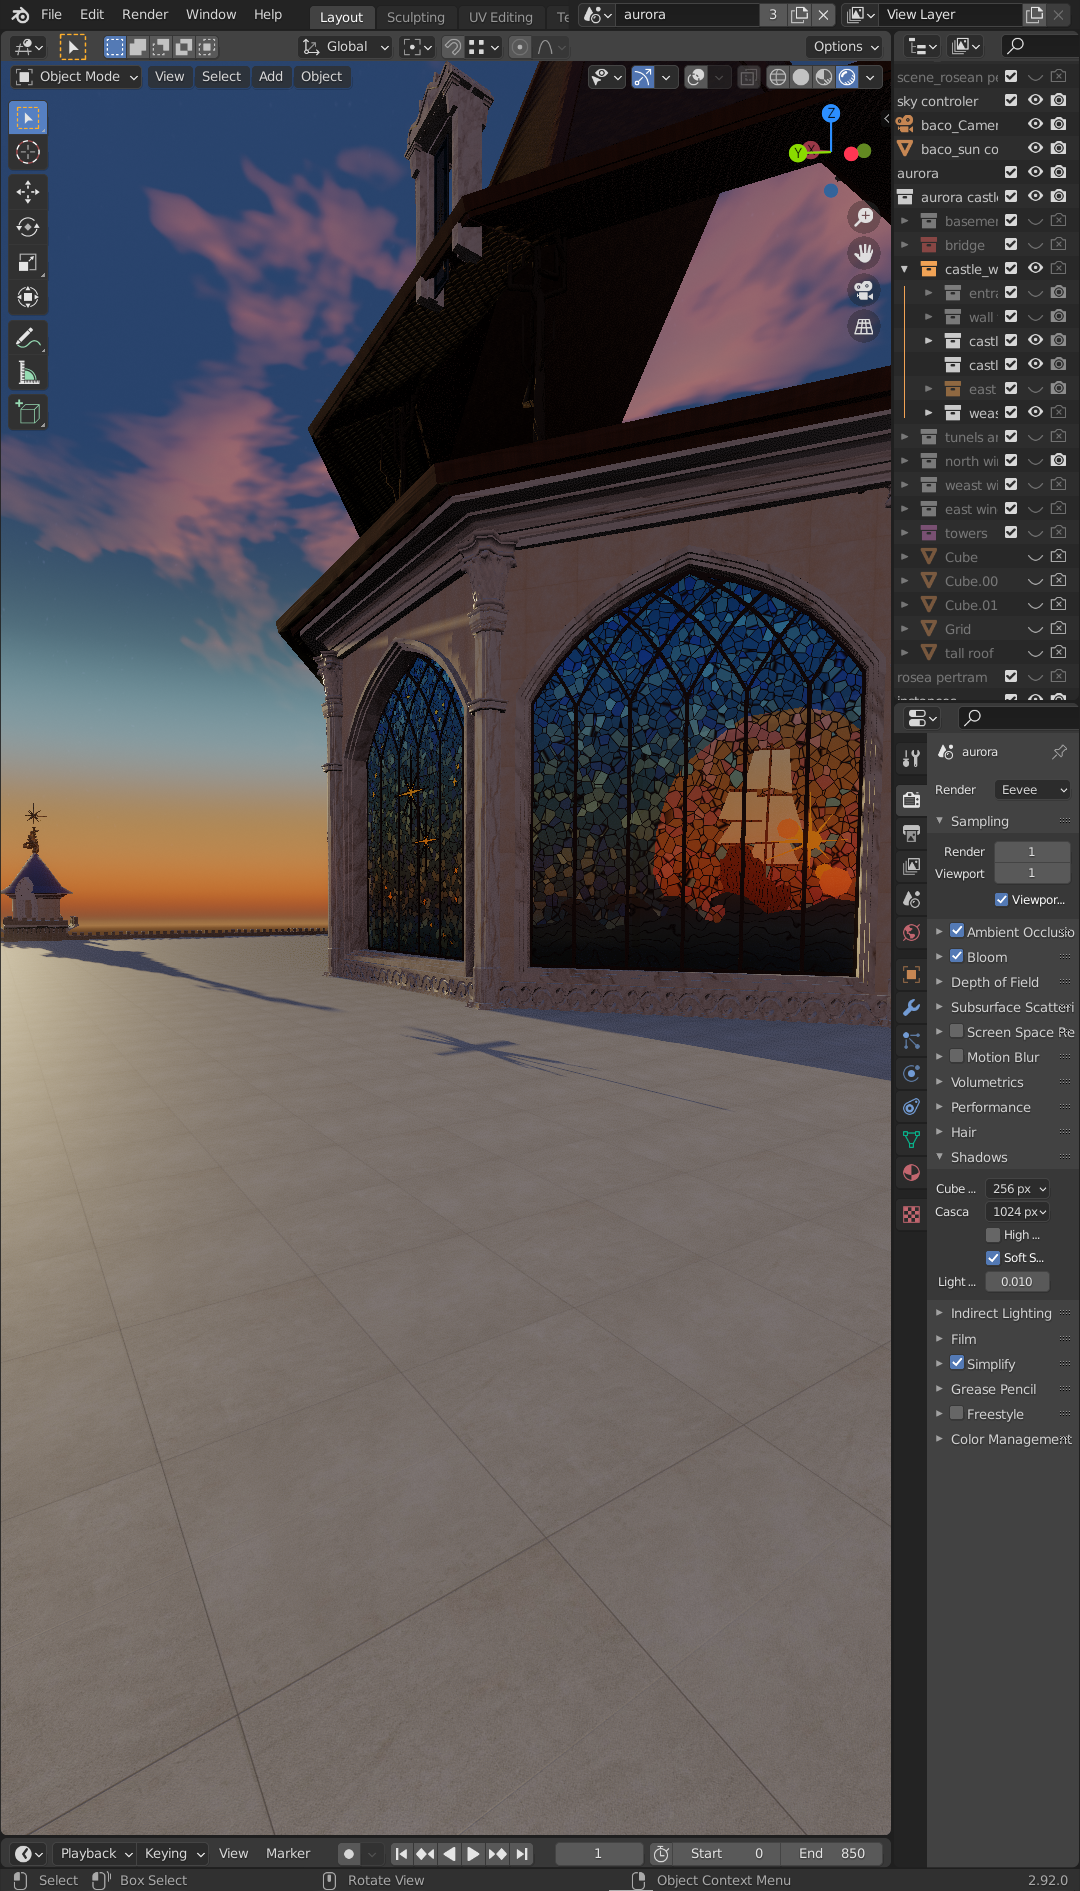 File Edit Render Window Help Layout Sculpting UV Editing Te aurora 3 View Layer
Global Options
Object Mode View Select Add Object
Z
Y
scene_rosean pe
sky controler
baco_Camer
baco_sun co
aurora
aurora castl
basemer
bridge
castle_w
entra
wall
castl
castl
east
weas
tunels ar
north wi
weast wi
east win
towers
Cube
Cube.00
Cube.01
Grid
tall roof
rosea pertram
aurora
Render Eevee
Sampling
Render 1
Viewport 1
Viewpor...
Ambient Occlusio
Bloom
Depth of Field
Subsurface Scatteri
Screen Space Re
Motion Blur
Volumetrics
Performance
Hair
Shadows
Cube ... 256 px
Casca 1024 px
High ...
Soft S...
Light ... 0.010
Indirect Lighting
Film
Simplify
Grease Pencil
Freestyle
Color Management
Playback Keying View Marker 1 Start 0 End 850
Select Box Select Rotate View Object Context Menu 2.92.0